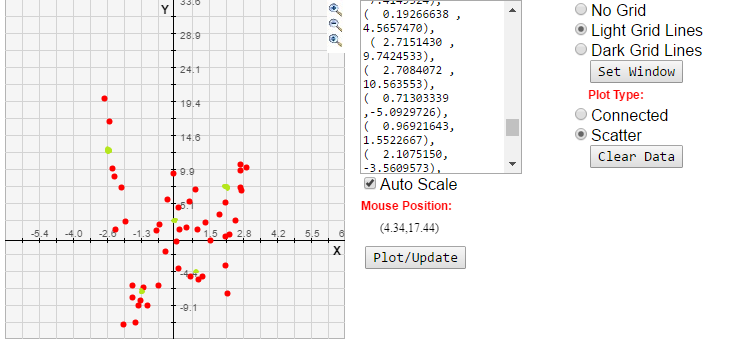 Y
33.6
28.9
24.1
19.4
14.6
9.9
5.1
-4.4
-9.1
-5.4 -4.0 -2.6 -1.3 1.5 2.8 4.2 5.5 6
X
( 0.19266638 ,
4.5657470),
( 2.7151430 ,
9.7424533),
( 2.7084072 ,
10.563553),
( 0.71303339
,-5.0929726),
( 0.96921643,
1.5522667),
( 2.1075150,
-3.5609573),
Auto Scale
Mouse Position:
(4.34,17.44)
Plot/Update
No Grid
Light Grid Lines
Dark Grid Lines
Set Window
Plot Type:
Connected
Scatter
Clear Data